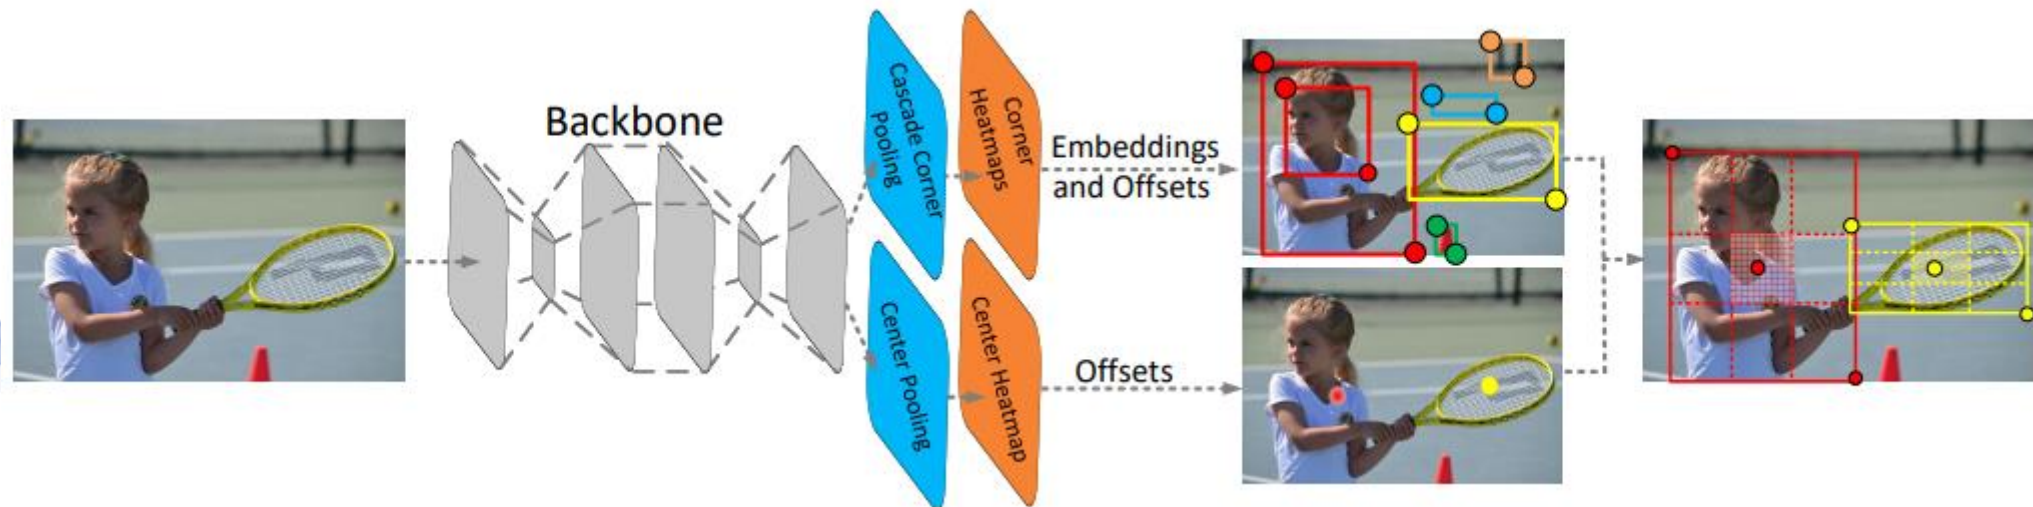 Backbone
Cascade Corner
Pooling
Corner
Heatmaps
Embeddings
and Offsets
Center Pooling
Center Heatmap
Offsets